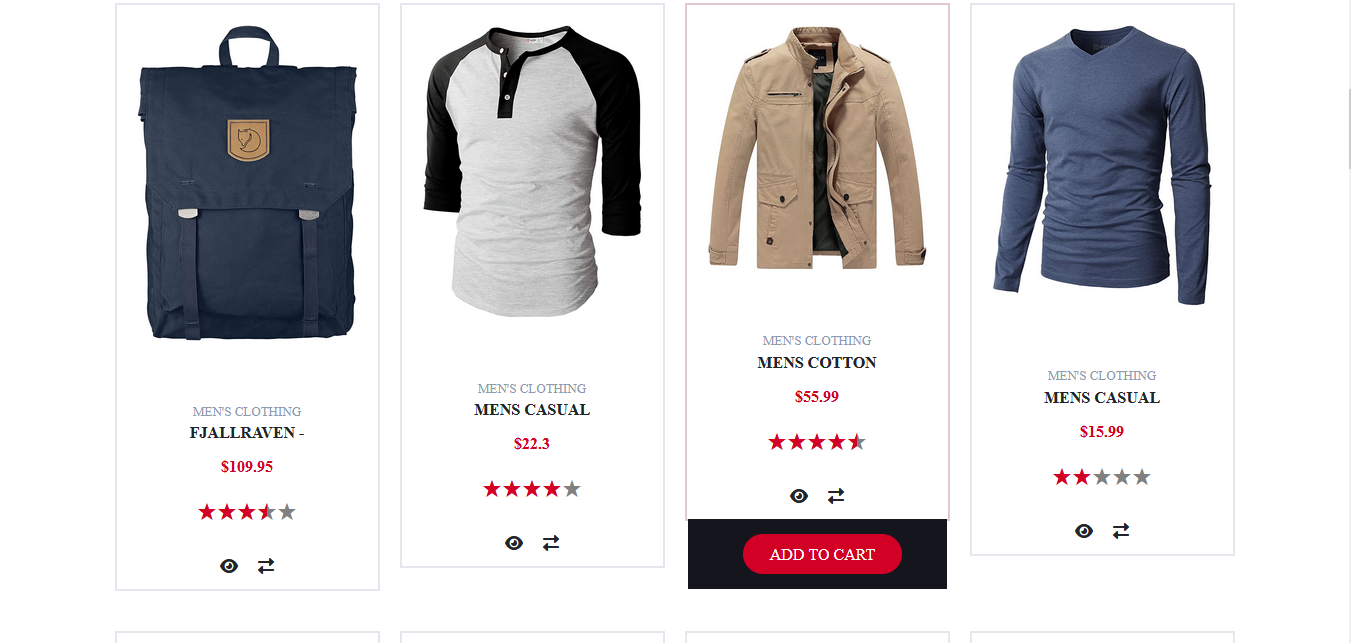 MEN'S CLOTHING
FJALLRAVEN -
$109.95
MEN'S CLOTHING
MENS CASUAL
$22.3
MEN'S CLOTHING
MENS COTTON
$55.99
ADD TO CART
MEN'S CLOTHING
MENS CASUAL
$15.99